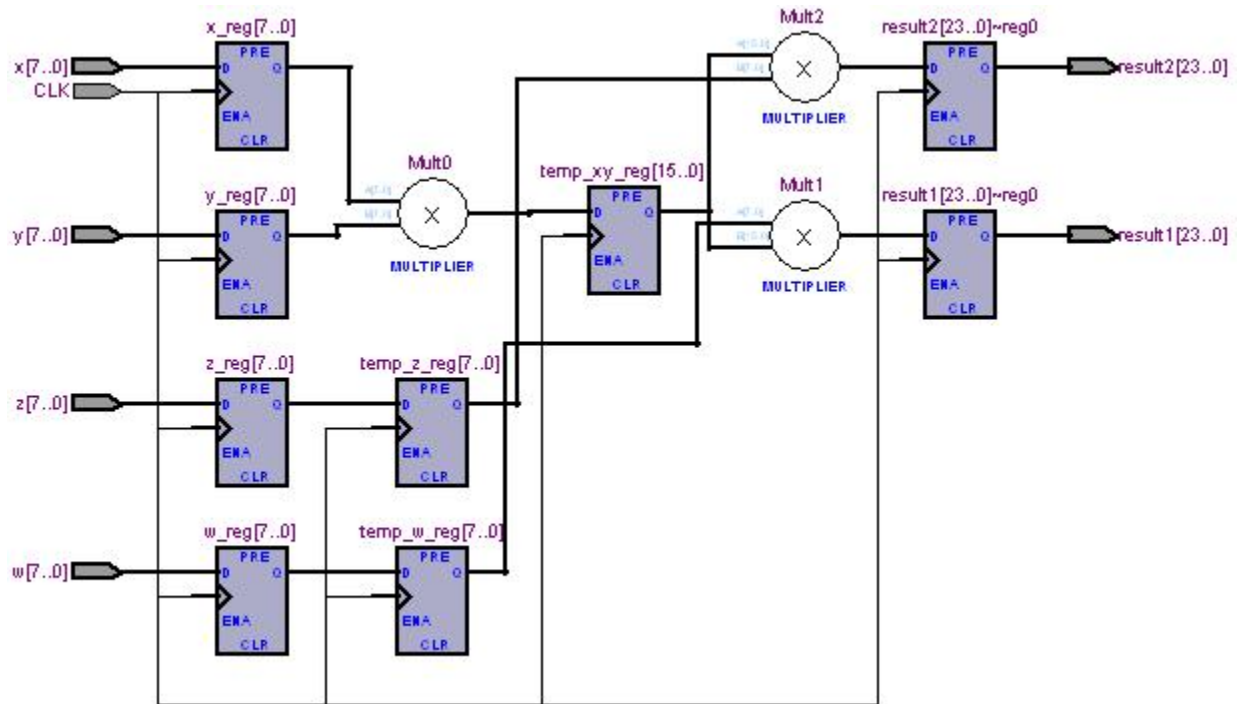 Mult2
x_reg[7..0]
result2[23..0]~reg0
PRE
PRE
x[7..0]
D Q
D Q
result2[23..0]
CLK
ENA
MULTIPLIER
ENA
CLR
CLR
Mult0
temp_xy_reg[15..0]
Mult1
y_reg[7..0]
result1[23..0]~reg0
PRE
PRE
PRE
y[7..0]
D Q
D Q
D Q
result1[23..0]
MULTIPLIER
ENA
ENA
MULTIPLIER
ENA
CLR
CLR
CLR
z_reg[7..0]
temp_z_reg[7..0]
PRE
PRE
z[7..0]
D Q
D Q
ENA
ENA
CLR
CLR
w_reg[7..0]
temp_w_reg[7..0]
PRE
PRE
w[7..0]
D Q
D Q
ENA
ENA
CLR
CLR